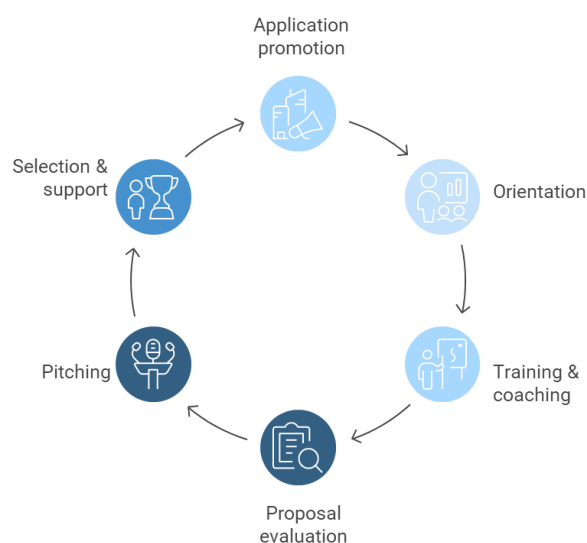 Application
promotion
Orientation
Training &
coaching
Proposal
evaluation
Pitching
Selection &
support